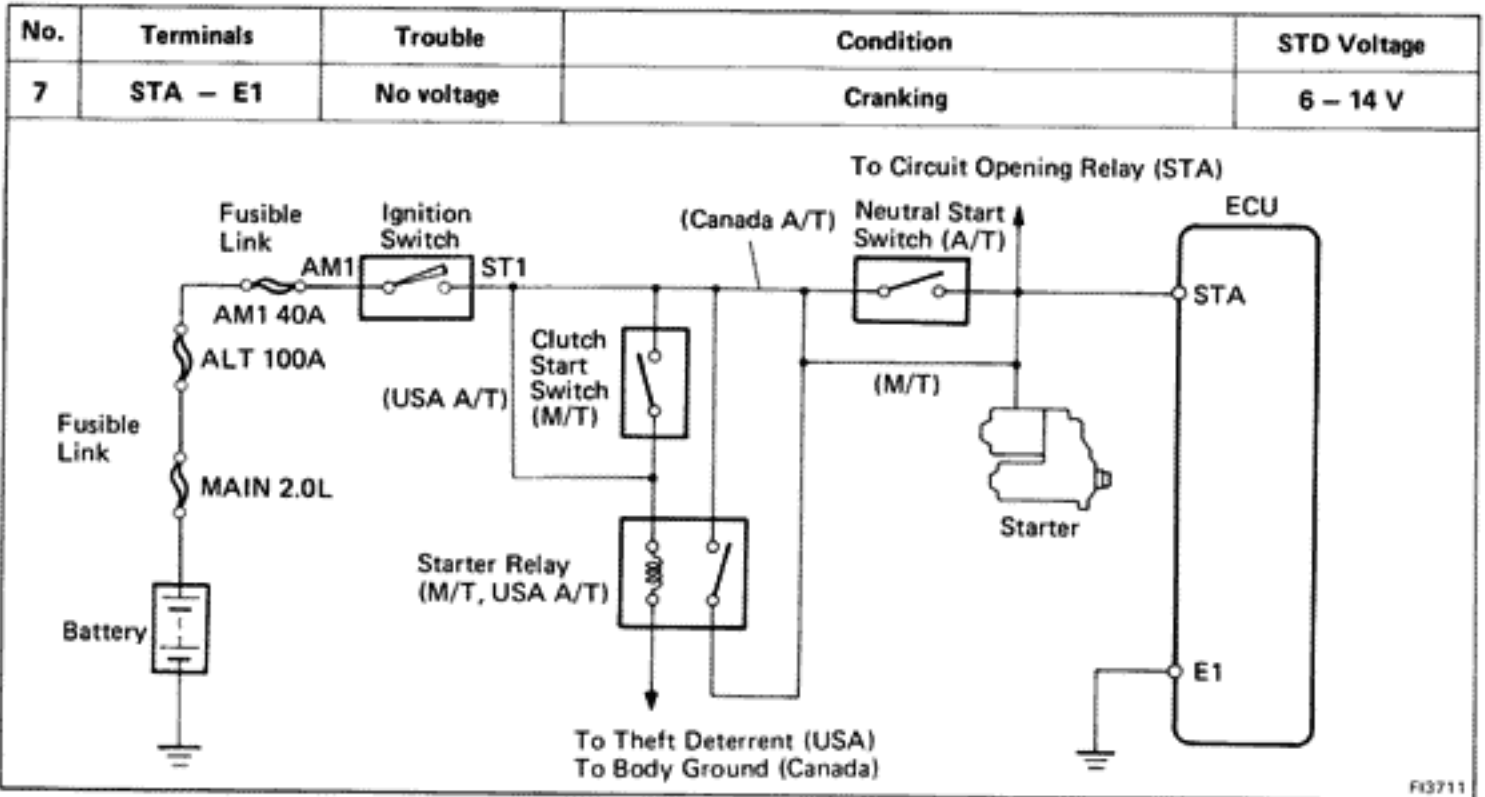 No. Terminals Trouble Condition STD Voltage
7 STA – E1 No voltage Cranking 6 – 14 V
To Circuit Opening Relay (STA)
Fusible
Link
Ignition
Switch
(Canada A/T)
Neutral Start
Switch (A/T)
ECU
AM1
ST1
STA
AM1 40A
ALT 100A
Clutch
Start
Switch
(M/T)
(USA A/T)
(M/T)
Fusible
Link
MAIN 2.0L
Starter
Starter Relay
(M/T, USA A/T)
Battery
E1
To Theft Deterrent (USA)
To Body Ground (Canada)
FI3711